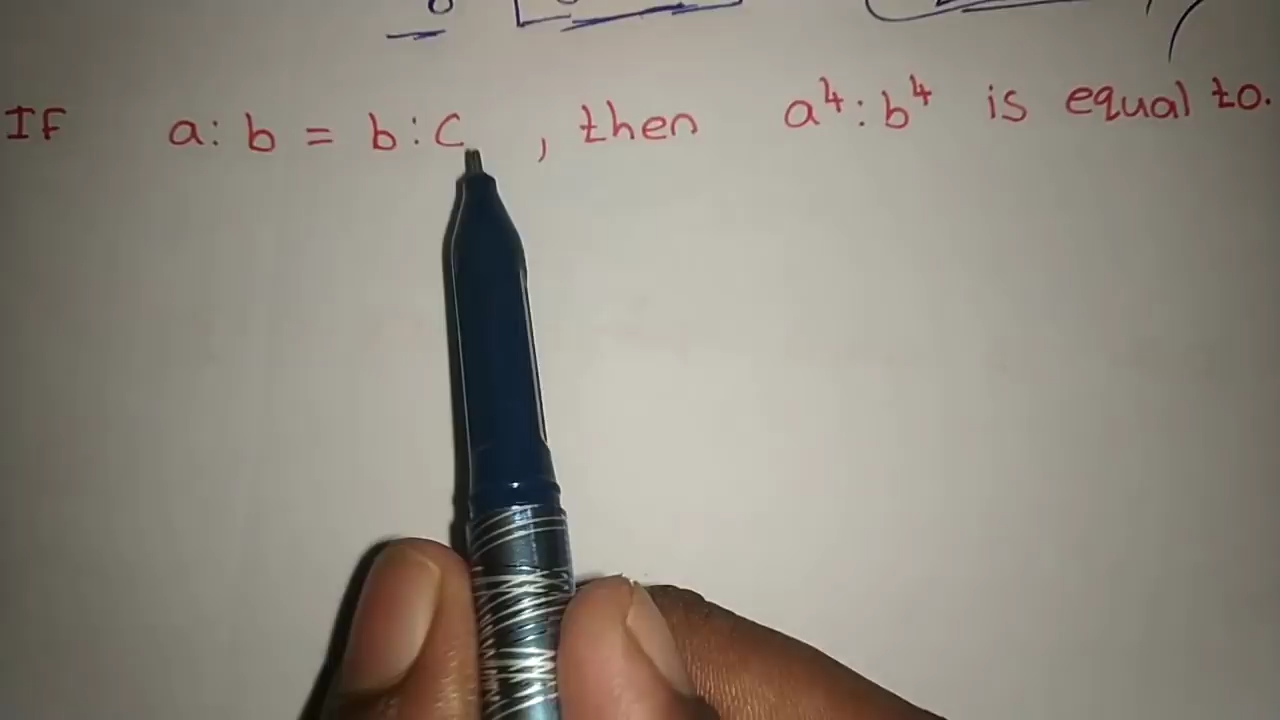 If a : b = b : c , then a⁴ : b⁴ is equal to.